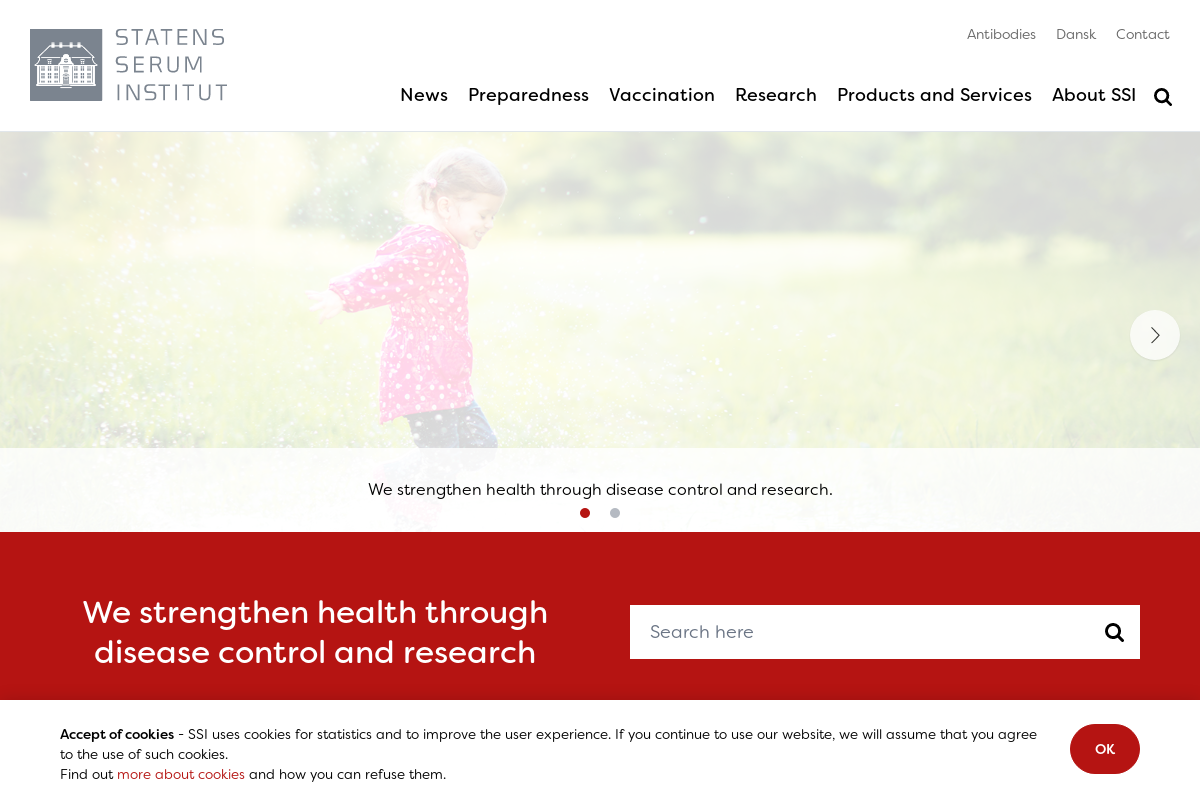 STATENS
SERUM
INSTITUT
Antibodies Dansk Contact
News Preparedness Vaccination Research Products and Services About SSI
We strengthen health through disease control and research.
We strengthen health through
disease control and research
Search here
Accept of cookies - SSI uses cookies for statistics and to improve the user experience. If you continue to use our website, we will assume that you agree
to the use of such cookies.
Find out more about cookies and how you can refuse them.
OK